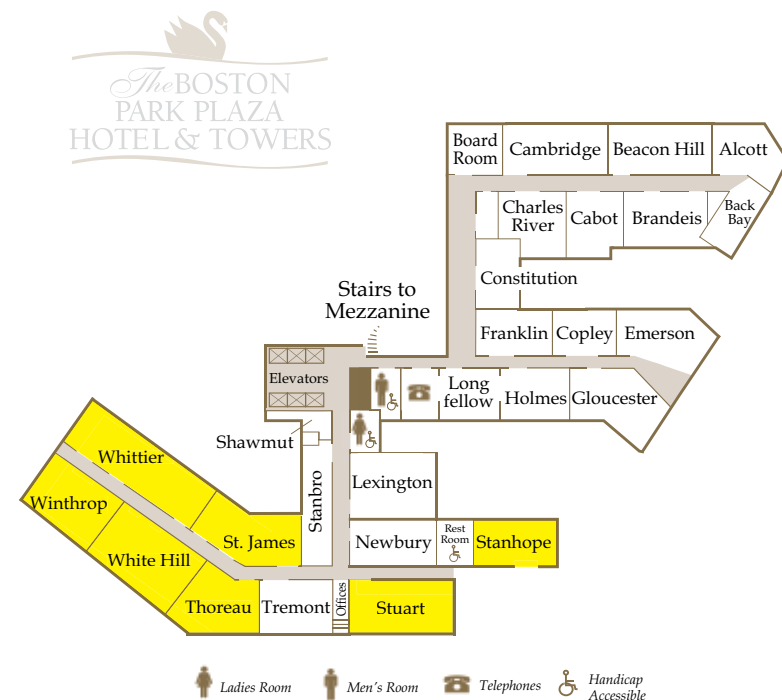 The BOSTON
PARK PLAZA
HOTEL & TOWERS
Board
Room
Cambridge
Beacon Hill
Alcott
Charles
River
Cabot
Brandeis
Back
Bay
Constitution
Stairs to
Mezzanine
Franklin
Copley
Emerson
Elevators
Long
fellow
Holmes
Gloucester
Shawmut
Whittier
Stanbro
Lexington
Winthrop
St. James
Newbury
Rest
Room
Stanhope
White Hill
Thoreau
Tremont
Offices
Stuart
Ladies Room
Men's Room
Telephones
Handicap
Accessible